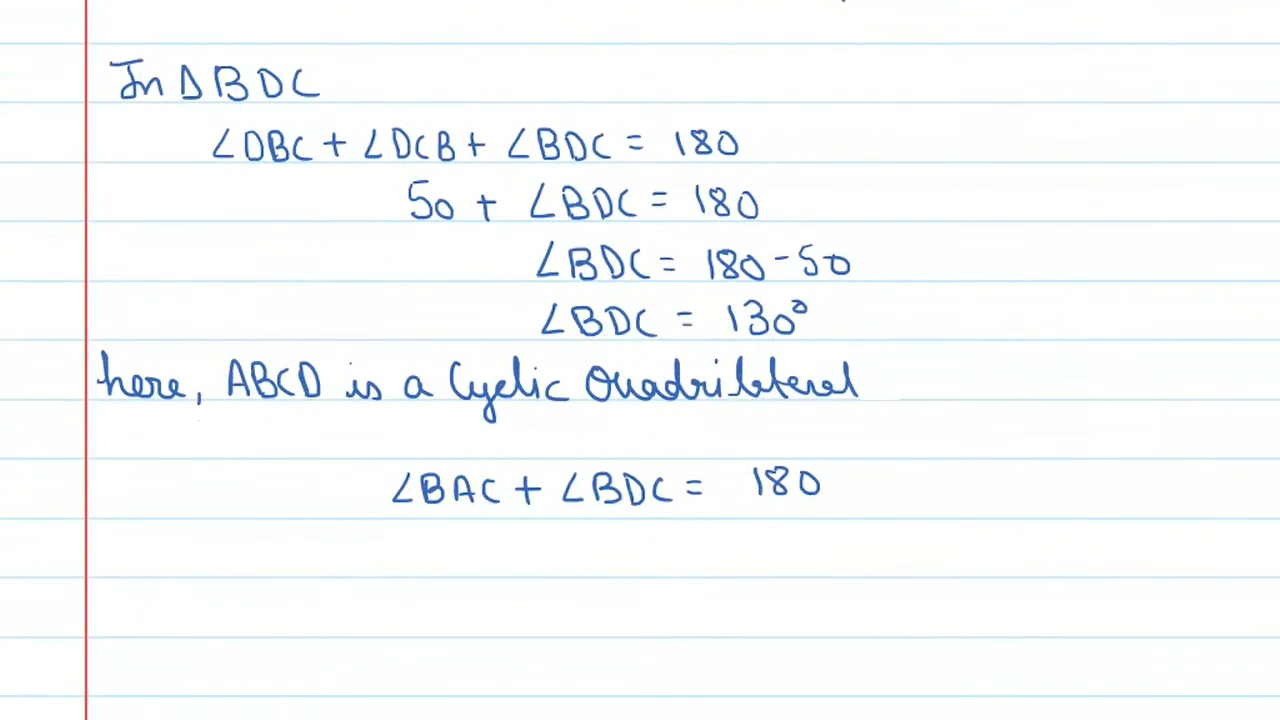 In Δ BDC
∠DBC + ∠DCB + ∠BDC = 180
50 + ∠BDC = 180
∠BDC = 180 - 50
∠BDC = 130°
here, ABCD is a Cyclic Quadrilateral
∠BAC + ∠BDC = 180